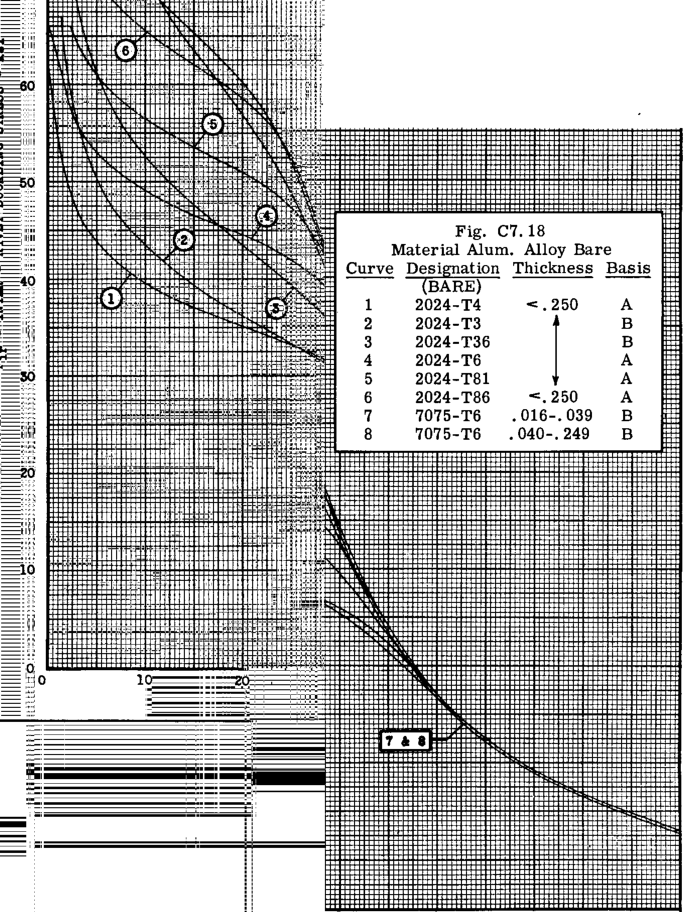 6
60
5
50
4
2
40
1
3
30
20
10
0
0 10 20
Fig. C7.18
Material Alum. Alloy Bare
Curve Designation Thickness Basis
(BARE)
1 2024-T4 <.250 A
2 2024-T3 B
3 2024-T36 B
4 2024-T6 A
5 2024-T81 A
6 2024-T86 <.250 A
7 7075-T6 .016-.039 B
8 7075-T6 .040-.249 B
7 & 8